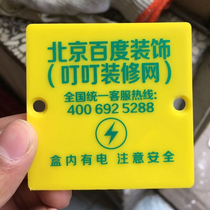 北京百度装饰
（叮叮装修网）
全国统一客服热线:
400 692 5288
盒内有电 注意安全